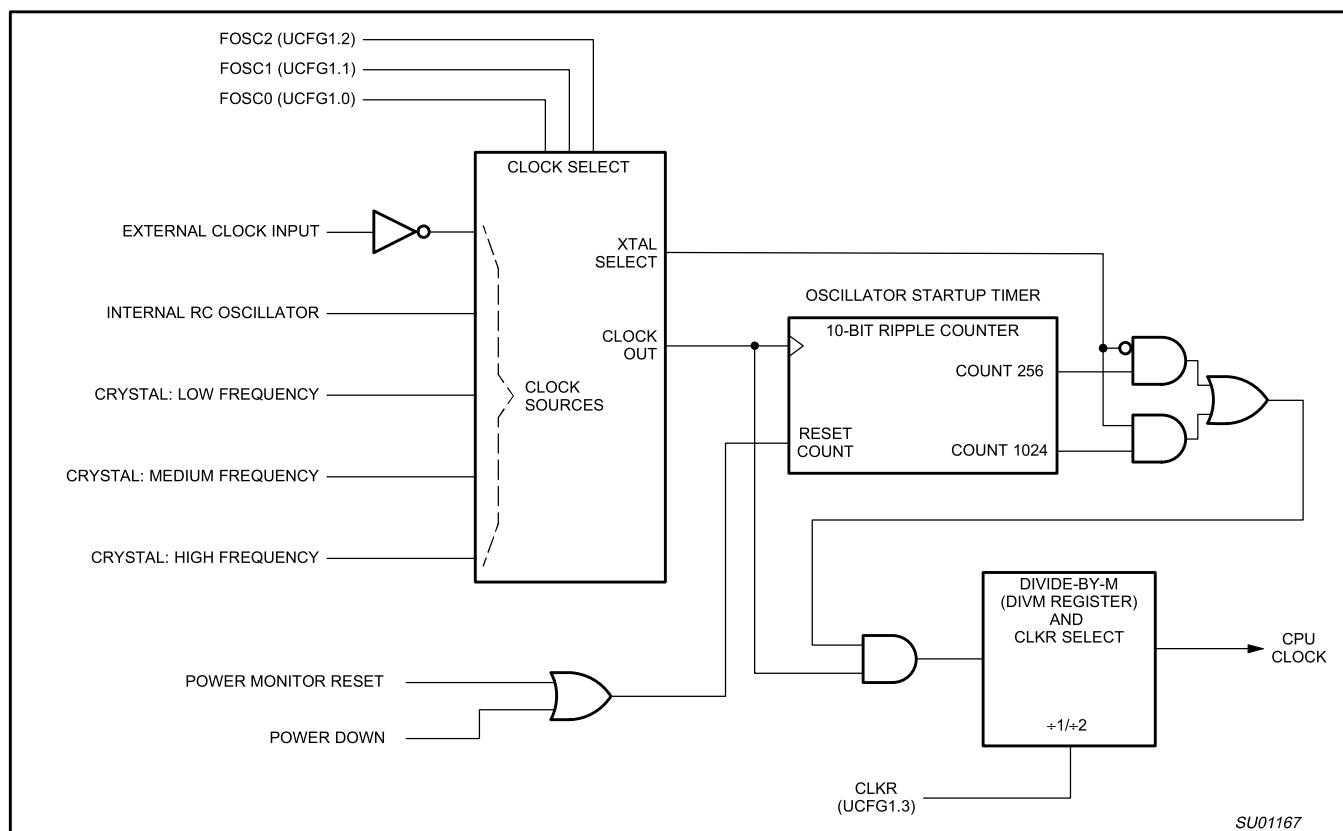 FOSC2 (UCFG1.2)
FOSC1 (UCFG1.1)
FOSC0 (UCFG1.0)
CLOCK SELECT
EXTERNAL CLOCK INPUT
XTAL
SELECT
INTERNAL RC OSCILLATOR
OSCILLATOR STARTUP TIMER
10-BIT RIPPLE COUNTER
CLOCK
OUT
COUNT 256
CRYSTAL: LOW FREQUENCY
CLOCK
SOURCES
RESET
COUNT
COUNT 1024
CRYSTAL: MEDIUM FREQUENCY
CRYSTAL: HIGH FREQUENCY
DIVIDE-BY-M
(DIVM REGISTER)
AND
CLKR SELECT
CPU
CLOCK
POWER MONITOR RESET
POWER DOWN
÷1/÷2
CLKR
(UCFG1.3)
SU01167